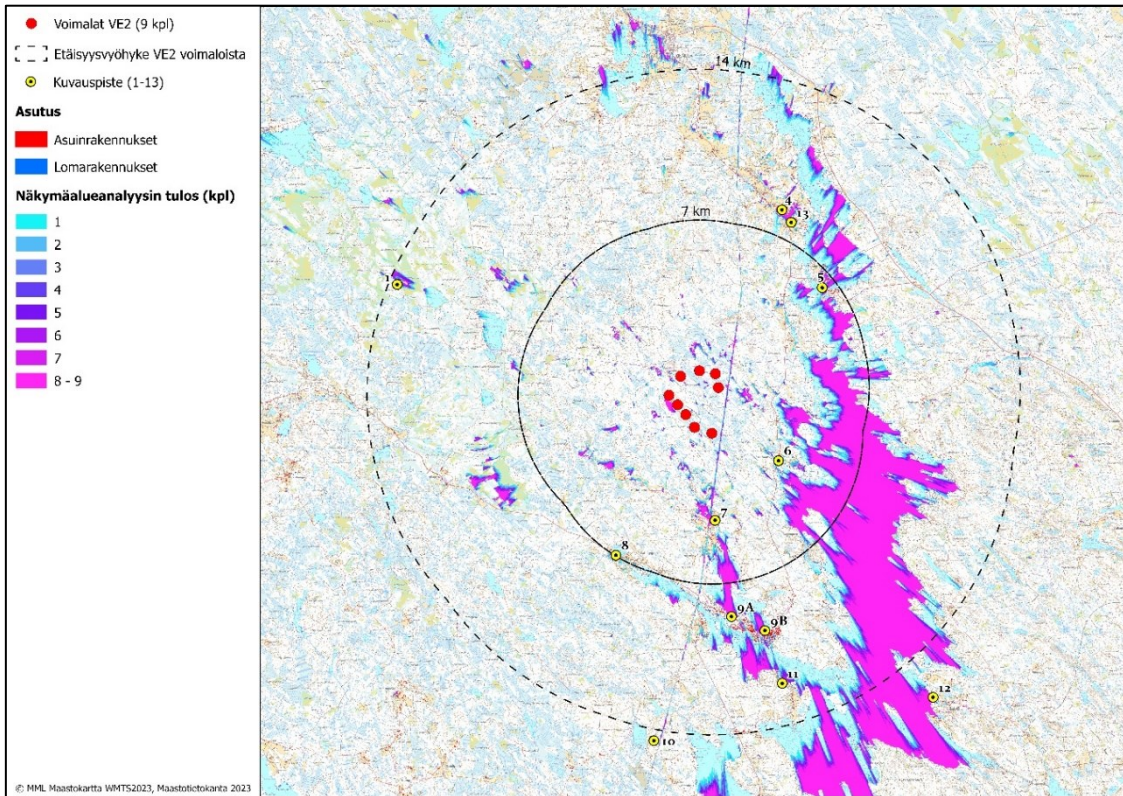 Voimalat VE2 (9 kpl)
Etäisyysvyöhyke VE2 voimaloista
Kuvauspiste (1-13)
Asutus
Asuinrakennukset
Lomarakennukset
Näkymäalueanalyysin tulos (kpl)
1
2
3
4
5
6
7
8 - 9
© MML Maastokartta WMTS2023, Maastotietokanta 2023
14 km
4
13
7 km
1
5
6
7
8
9A
9B
11
12
10